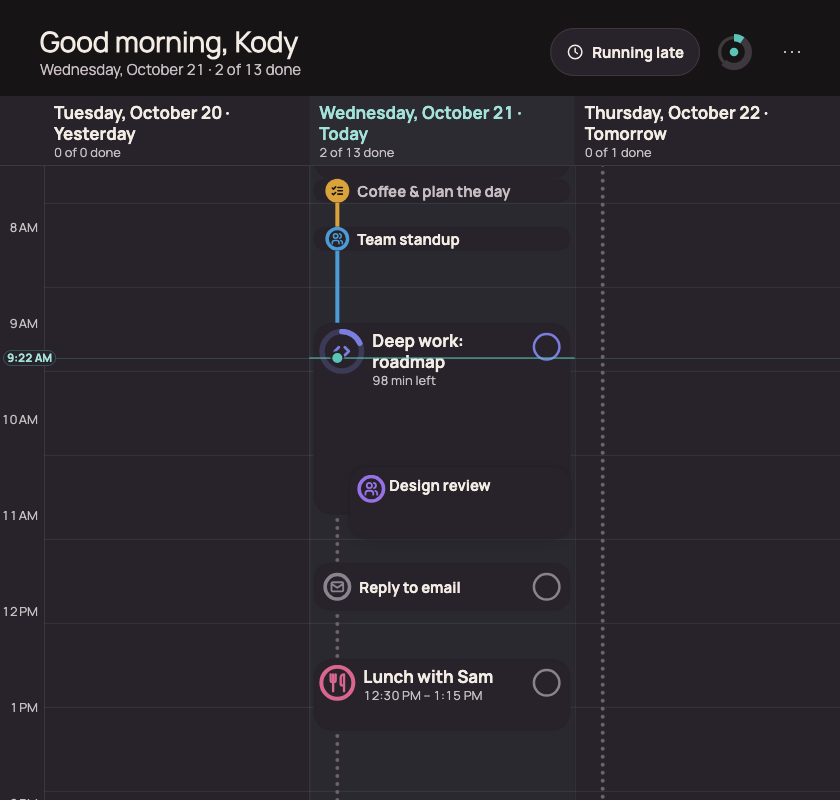 Good morning, Kody
Wednesday, October 21 · 2 of 13 done
Running late
...
Tuesday, October 20 ·
Yesterday
0 of 0 done
Wednesday, October 21 ·
Today
2 of 13 done
Thursday, October 22 ·
Tomorrow
0 of 1 done
Coffee & plan the day
8 AM
Team standup
9 AM
Deep work:
roadmap
9:22 AM
98 min left
10 AM
Design review
11 AM
Reply to email
12 PM
Lunch with Sam
12:30 PM – 1:15 PM
1 PM